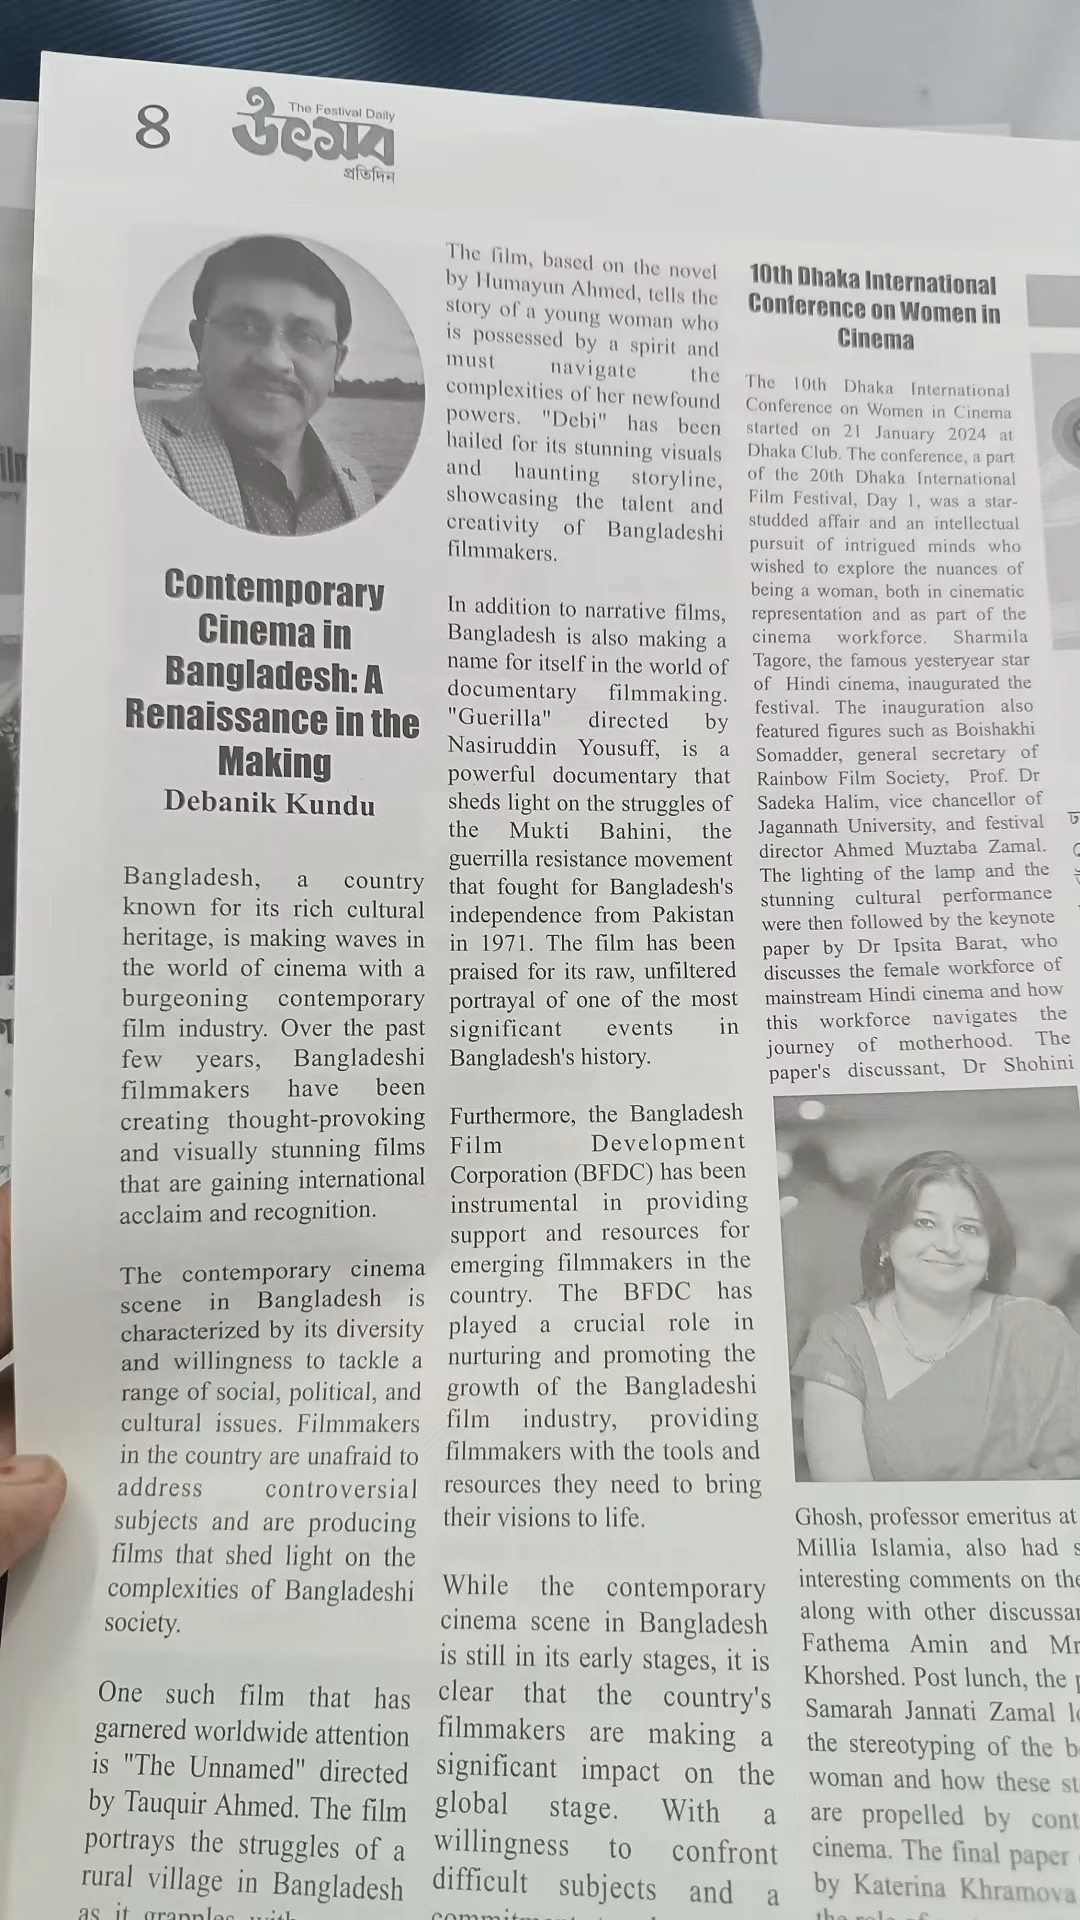 8
The Festival Daily
উৎসব
প্রতিদিন
Contemporary
Cinema in
Bangladesh: A
Renaissance in the
Making
Debanik Kundu
Bangladesh, a country
known for its rich cultural
heritage, is making waves in
the world of cinema with a
burgeoning contemporary
film industry. Over the past
few years, Bangladeshi
filmmakers have been
creating thought-provoking
and visually stunning films
that are gaining international
acclaim and recognition.
The contemporary cinema
scene in Bangladesh is
characterized by its diversity
and willingness to tackle a
range of social, political, and
cultural issues. Filmmakers
in the country are unafraid to
address controversial
subjects and are producing
films that shed light on the
complexities of Bangladeshi
society.
One such film that has
garnered worldwide attention
is "The Unnamed" directed
by Tauquir Ahmed. The film
portrays the struggles of a
rural village in Bangladesh
as it grapples with
The film, based on the novel
by Humayun Ahmed, tells the
story of a young woman who
is possessed by a spirit and
must navigate the
complexities of her newfound
powers. "Debi" has been
hailed for its stunning visuals
and haunting storyline,
showcasing the talent and
creativity of Bangladeshi
filmmakers.
In addition to narrative films,
Bangladesh is also making a
name for itself in the world of
documentary filmmaking.
"Guerilla" directed by
Nasiruddin Yousuff, is a
powerful documentary that
sheds light on the struggles of
the Mukti Bahini, the
guerrilla resistance movement
that fought for Bangladesh's
independence from Pakistan
in 1971. The film has been
praised for its raw, unfiltered
portrayal of one of the most
significant events in
Bangladesh's history.
Furthermore, the Bangladesh
Film Development
Corporation (BFDC) has been
instrumental in providing
support and resources for
emerging filmmakers in the
country. The BFDC has
played a crucial role in
nurturing and promoting the
growth of the Bangladeshi
film industry, providing
filmmakers with the tools and
resources they need to bring
their visions to life.
While the contemporary
cinema scene in Bangladesh
is still in its early stages, it is
clear that the country's
filmmakers are making a
significant impact on the
global stage. With a
willingness to confront
difficult subjects and a
10th Dhaka International
Conference on Women in
Cinema
The 10th Dhaka International
Conference on Women in Cinema
started on 21 January 2024 at
Dhaka Club. The conference, a part
of the 20th Dhaka International
Film Festival, Day 1, was a star-
studded affair and an intellectual
pursuit of intrigued minds who
wished to explore the nuances of
being a woman, both in cinematic
representation and as part of the
cinema workforce. Sharmila
Tagore, the famous yesteryear star
of Hindi cinema, inaugurated the
festival. The inauguration also
featured figures such as Boishakhi
Somadder, general secretary of
Rainbow Film Society, Prof. Dr
Sadeka Halim, vice chancellor of
Jagannath University, and festival
director Ahmed Muztaba Zamal.
The lighting of the lamp and the
stunning cultural performance
were then followed by the keynote
paper by Dr Ipsita Barat, who
discusses the female workforce of
mainstream Hindi cinema and how
this workforce navigates the
journey of motherhood. The
paper's discussant, Dr Shohini
Ghosh, professor emeritus at
Millia Islamia, also had
interesting comments on
along with other
Fathema Amin and
Khorshed. Post lunch, the
Samarah Jannati Zamal
the stereotyping of the
woman and how these
are propelled by
cinema. The final paper
by Katerina Khramova